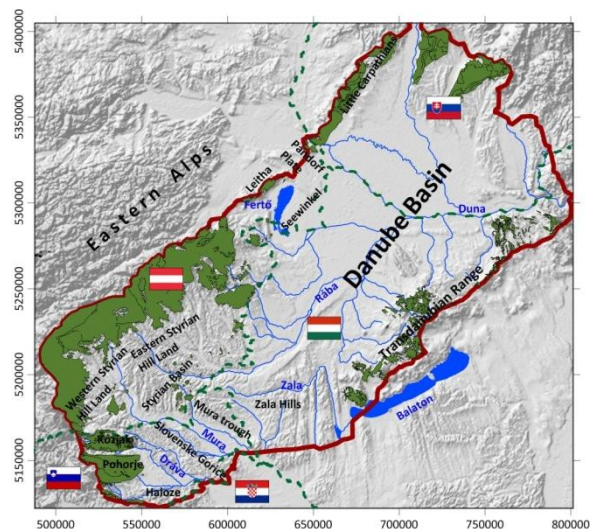 5400000
5350000
5300000
5250000
5200000
5150000
Little Carpathians
Parndorf
Plate
Leitha
Fertő
Seewinkel
Eastern Alps
Danube Basin
Duna
Rába
Transdanubian Range
Eastern Styrian
Hill Land
Western Styrian
Hill Land
Styrian Basin
Zala
Zala Hills
Balaton
Mura trough
Mura
Slovenske Gorice
Kozjak
Pohorje
Dráva
Haloze
500000 550000 600000 650000 700000 750000 800000